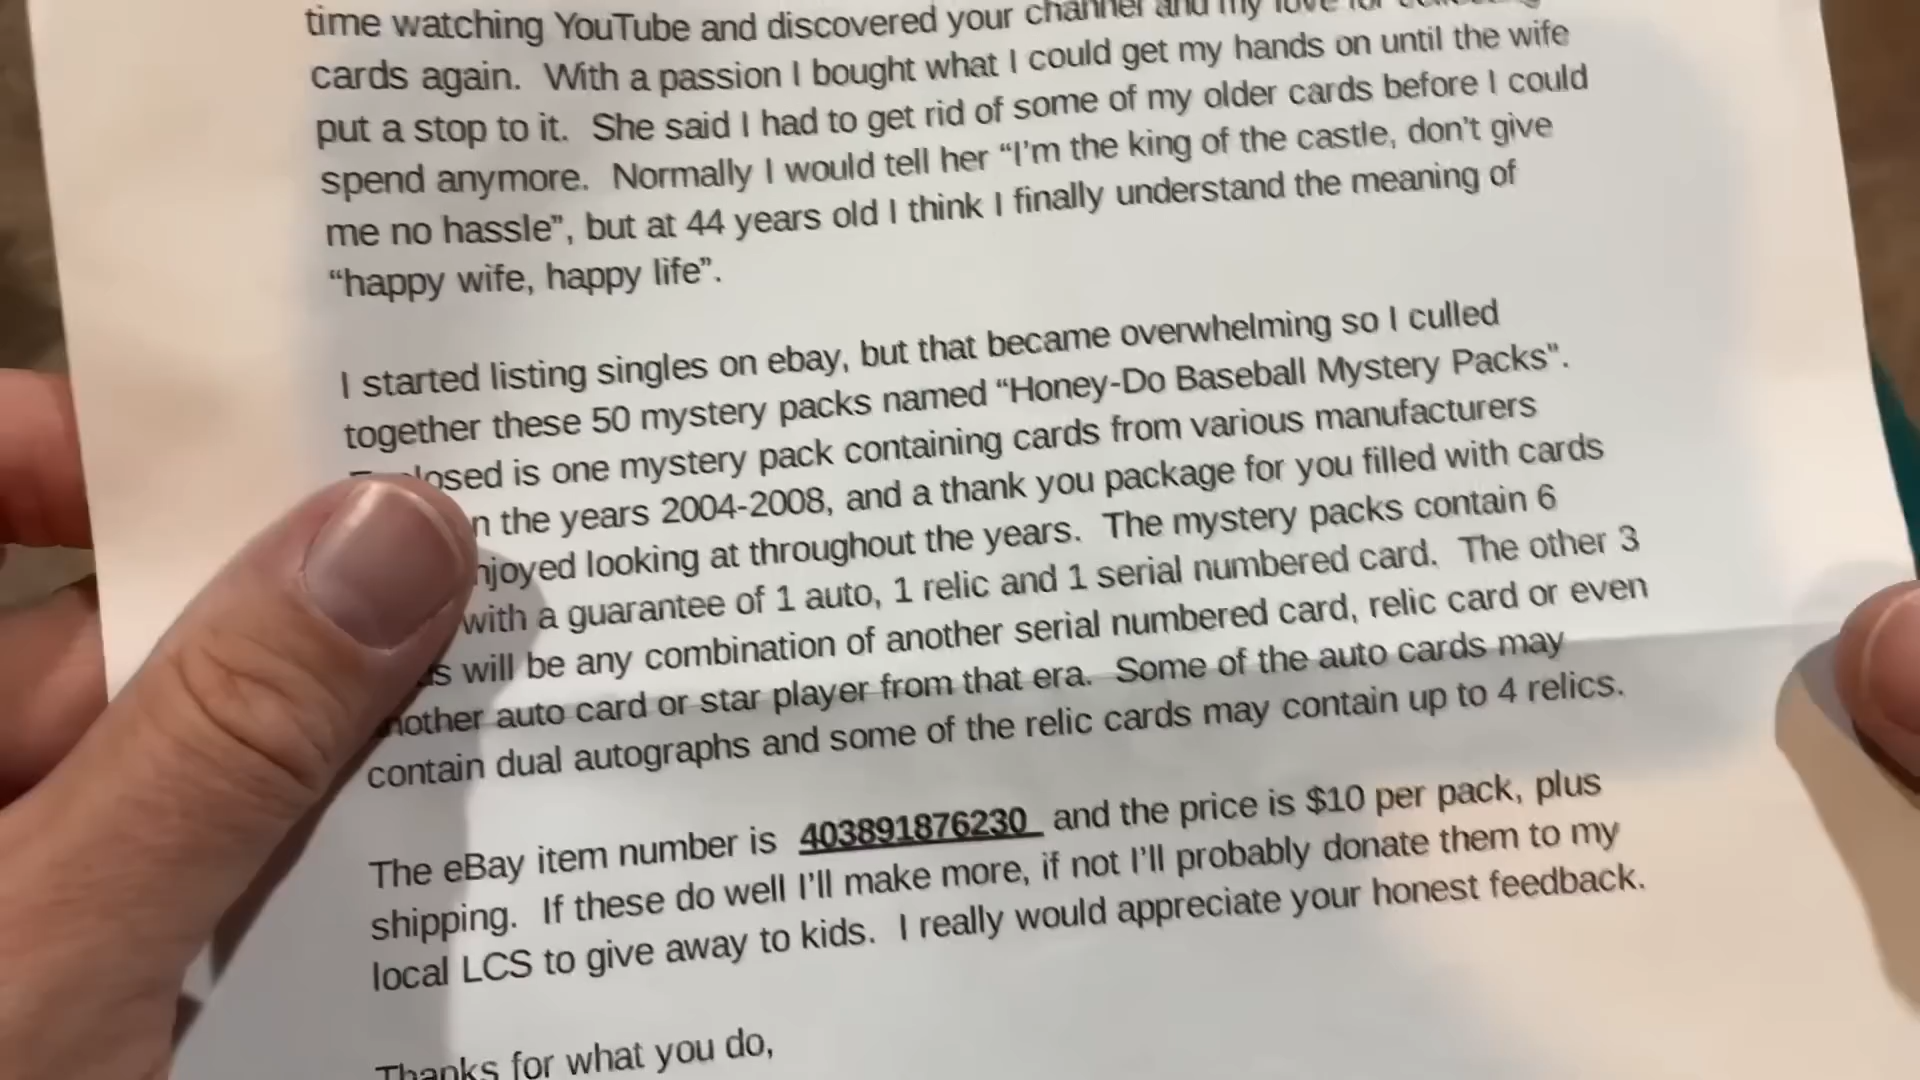 time watching YouTube and discovered your channel and my love for
cards again. With a passion I bought what I could get my hands on until the wife
put a stop to it. She said I had to get rid of some of my older cards before I could
spend anymore. Normally I would tell her “I’m the king of the castle, don’t give
me no hassle”, but at 44 years old I think I finally understand the meaning of
“happy wife, happy life”.
I started listing singles on ebay, but that became overwhelming so I culled
together these 50 mystery packs named “Honey-Do Baseball Mystery Packs”.
is one mystery pack containing cards from various manufacturers
the years 2004-2008, and a thank you package for you filled with cards
looking at throughout the years. The mystery packs contain 6
with a guarantee of 1 auto, 1 relic and 1 serial numbered card. The other 3
will be any combination of another serial numbered card, relic card or even
another auto card or star player from that era. Some of the auto cards may
contain dual autographs and some of the relic cards may contain up to 4 relics.
The eBay item number is 403891876230 and the price is $10 per pack, plus
shipping. If these do well I’ll make more, if not I’ll probably donate them to my
local LCS to give away to kids. I really would appreciate your honest feedback.
Thanks for what you do,